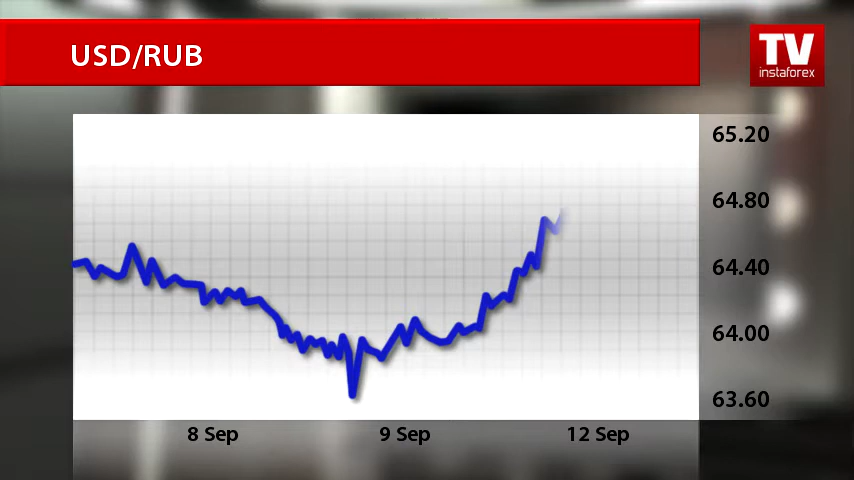 USD/RUB
TV
instaforex
65.20
64.80
64.40
64.00
63.60
8 Sep
9 Sep
12 Sep